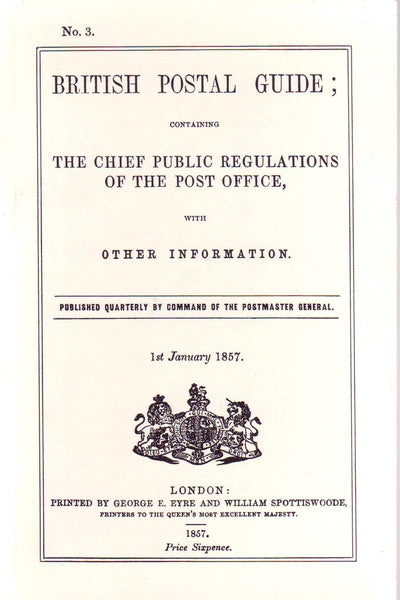 No. 3.
BRITISH POSTAL GUIDE;
CONTAINING
THE CHIEF PUBLIC REGULATIONS
OF THE POST OFFICE,
WITH
OTHER INFORMATION.
PUBLISHED QUARTERLY BY COMMAND OF THE POSTMASTER GENERAL.
1st January 1857.
LONDON:
PRINTED BY GEORGE E. EYRE AND WILLIAM SPOTTISWOODE,
PRINTERS TO THE QUEEN'S MOST EXCELLENT MAJESTY.
1857.
Price Sixpence.